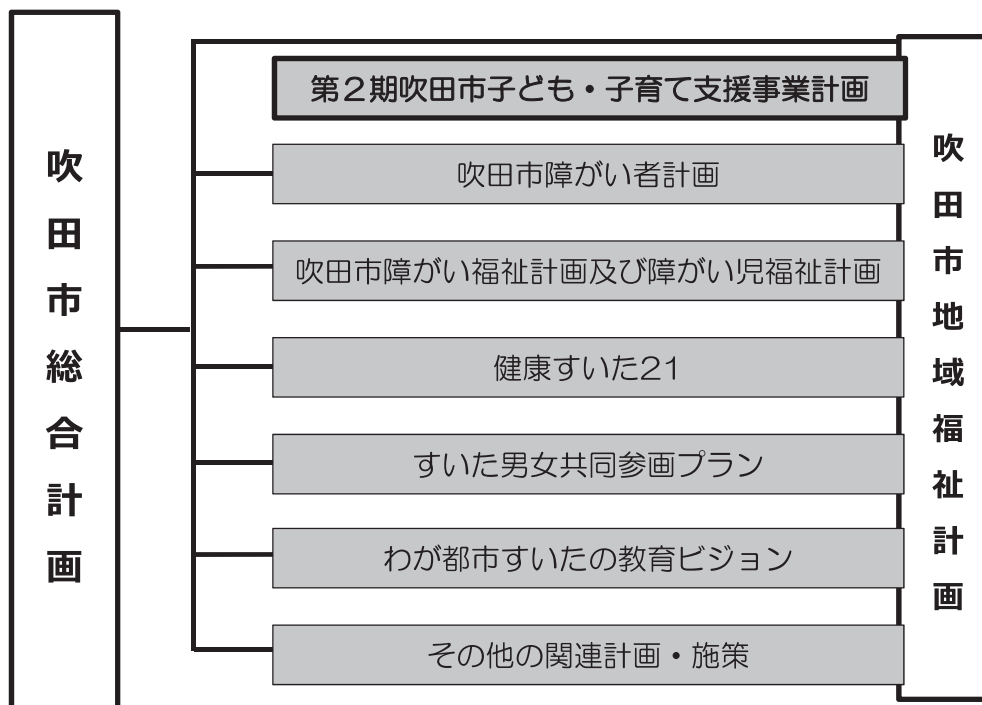 吹田市総合計画
第2期吹田市子ども・子育て支援事業計画
吹田市障がい者計画
吹田市障がい福祉計画及び障がい児福祉計画
健康すいた21
すいた男女共同参画プラン
わが都市すいたの教育ビジョン
その他の関連計画・施策
吹田市地域福祉計画